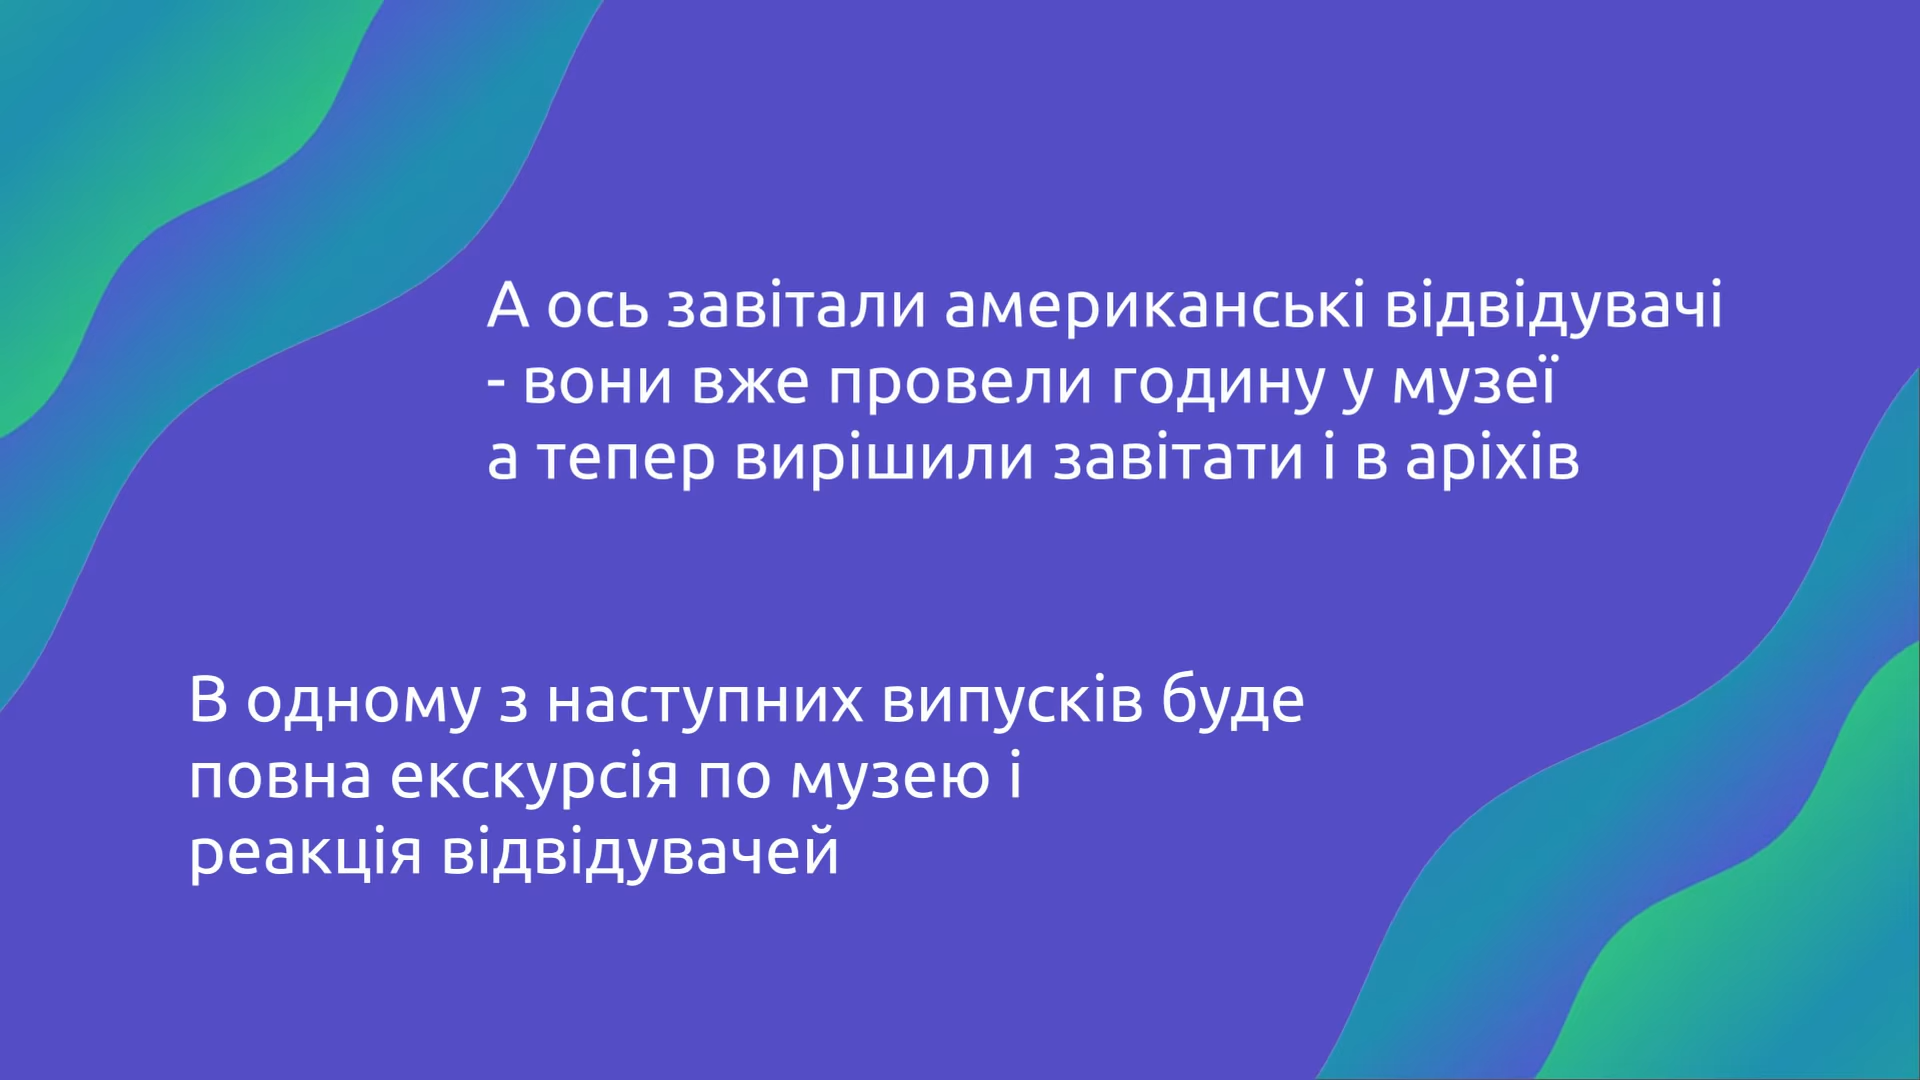 А ось завітали американські відвідувачі
- вони вже провели годину у музеї
а тепер вирішили завітати і в аріхів
В одному з наступних випусків буде
повна екскурсія по музею і
реакція відвідувачей